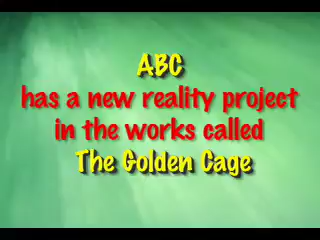 ABC
has a new reality project
in the works called
The Golden Cage